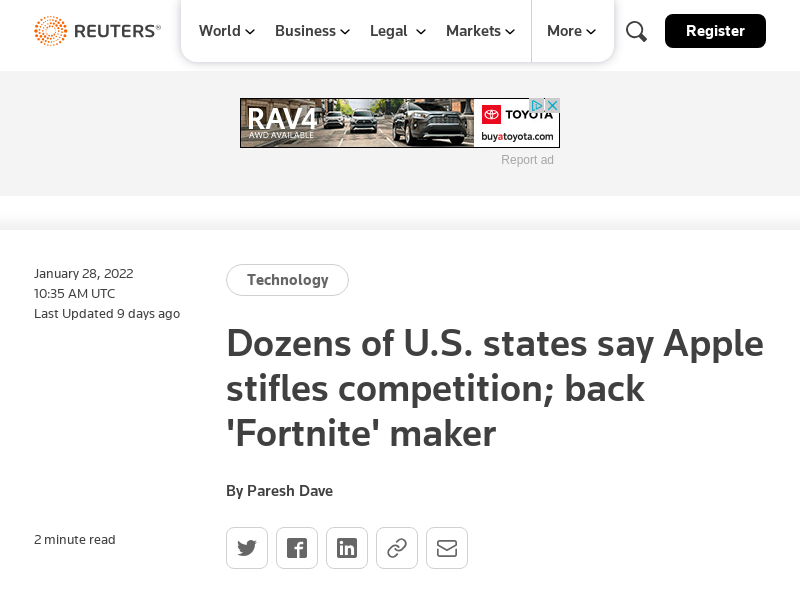 REUTERS®
World
Business
Legal
Markets
More
Register
RAV4
AWD AVAILABLE
TOYOTA
buyatoyota.com
Report ad
January 28, 2022
10:35 AM UTC
Last Updated 9 days ago
Technology
Dozens of U.S. states say Apple
stifles competition; back
'Fortnite' maker
By Paresh Dave
2 minute read